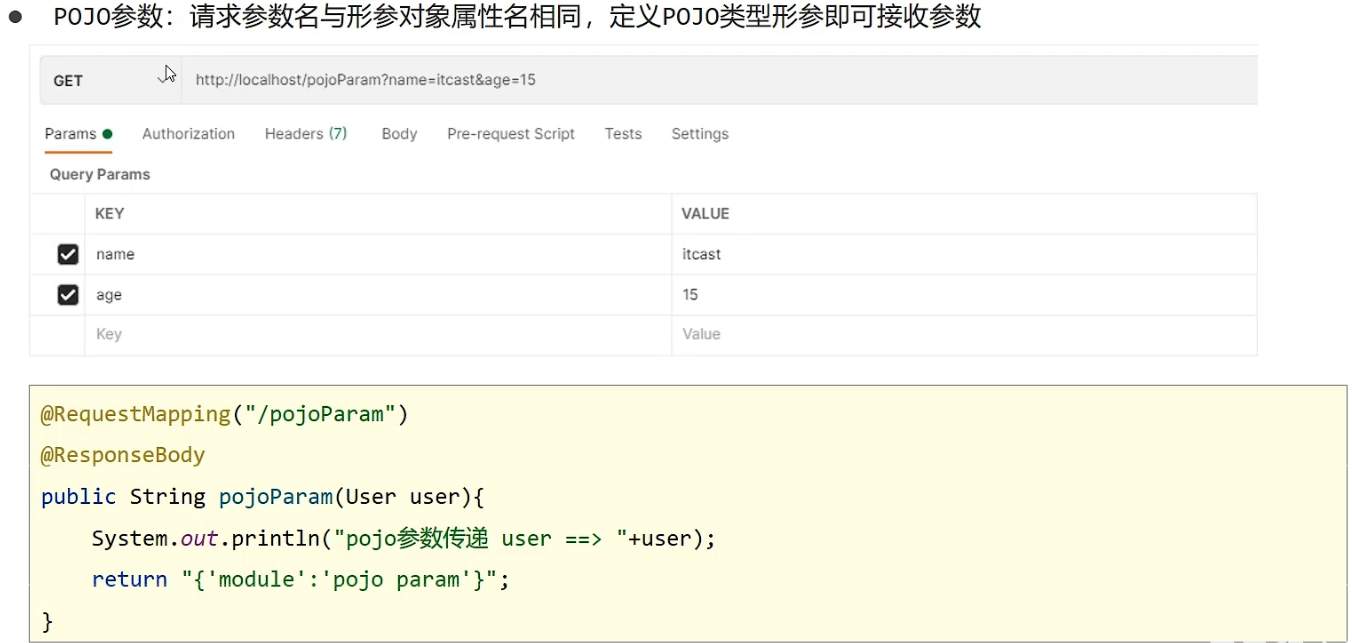 ● POJO参数：请求参数名与形参对象属性名相同，定义POJO类型形参即可接收参数
GET http://localhost/pojoParam?name=itcast&age=15
Params Authorization Headers (7) Body Pre-request Script Tests Settings
Query Params
KEY VALUE
name itcast
age 15
Key Value
@RequestMapping("/pojoParam")
@ResponseBody
public String pojoParam(User user){
    System.out.println("pojo参数传递 user ==> "+user);
    return "{'module':'pojo param'}";
}